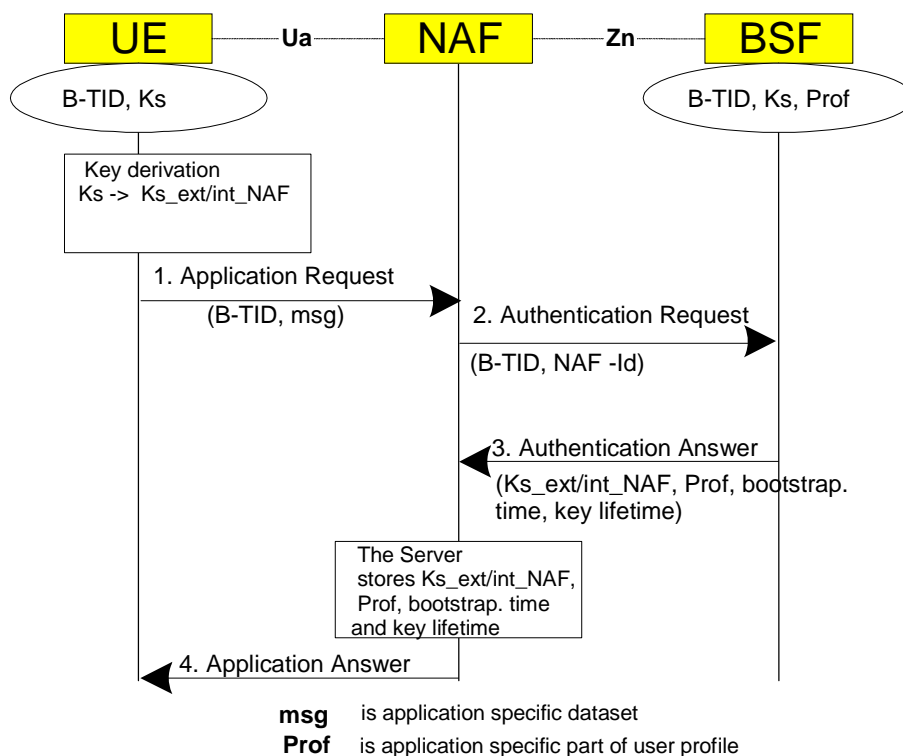 UE Ua NAF Zn BSF
B-TID, Ks
B-TID, Ks, Prof
Key derivation
Ks -> Ks_ext/int_NAF
1. Application Request
(B-TID, msg)
2. Authentication Request
(B-TID, NAF -Id)
3. Authentication Answer
(Ks_ext/int_NAF, Prof, bootstrap.
time, key lifetime)
The Server
stores Ks_ext/int_NAF,
Prof, bootstrap. time
and key lifetime
4. Application Answer
msg is application specific dataset
Prof is application specific part of user profile